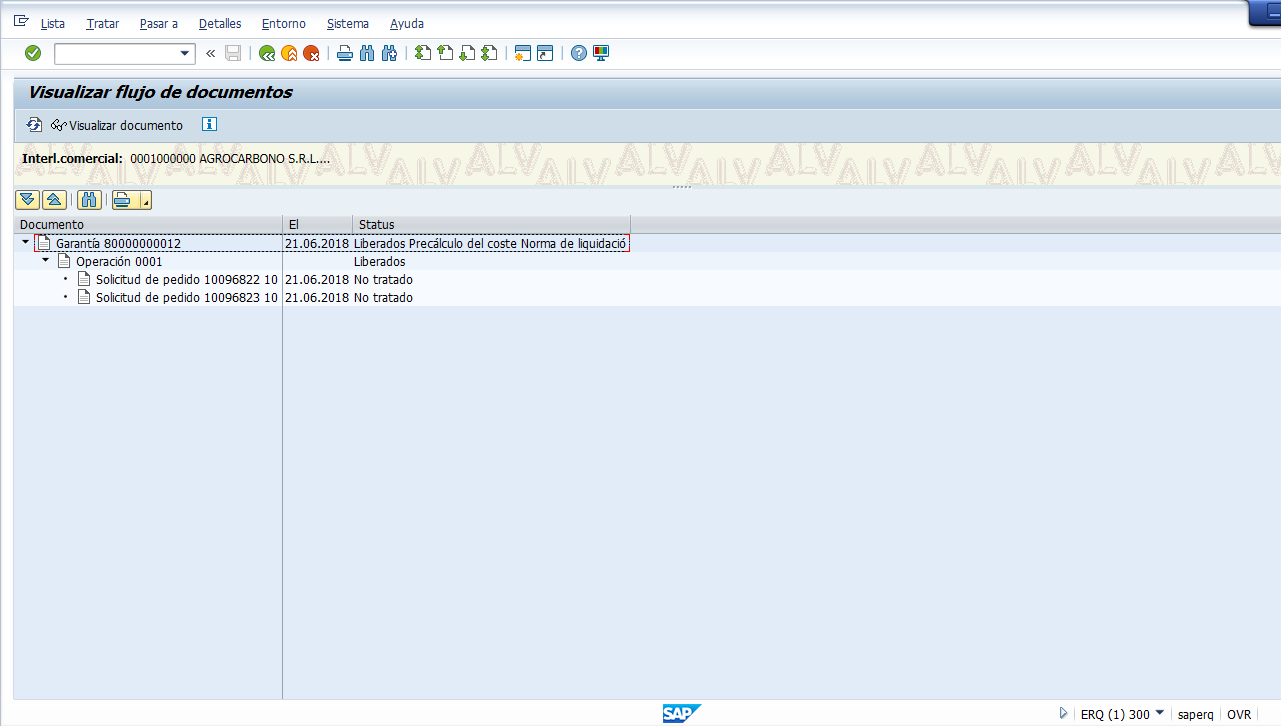 Lista Tratar Pasar a Detalles Entorno Sistema Ayuda
Visualizar flujo de documentos
Visualizar documento
Interl.comercial: 0001000000 AGROCARBONO S.R.L....
Documento El Status
Garantía 80000000012 21.06.2018 Liberados Precálculo del coste Norma de liquidació
Operación 0001 Liberados
Solicitud de pedido 10096822 10 21.06.2018 No tratado
Solicitud de pedido 10096823 10 21.06.2018 No tratado
SAP ERQ (1) 300 saperq OVR